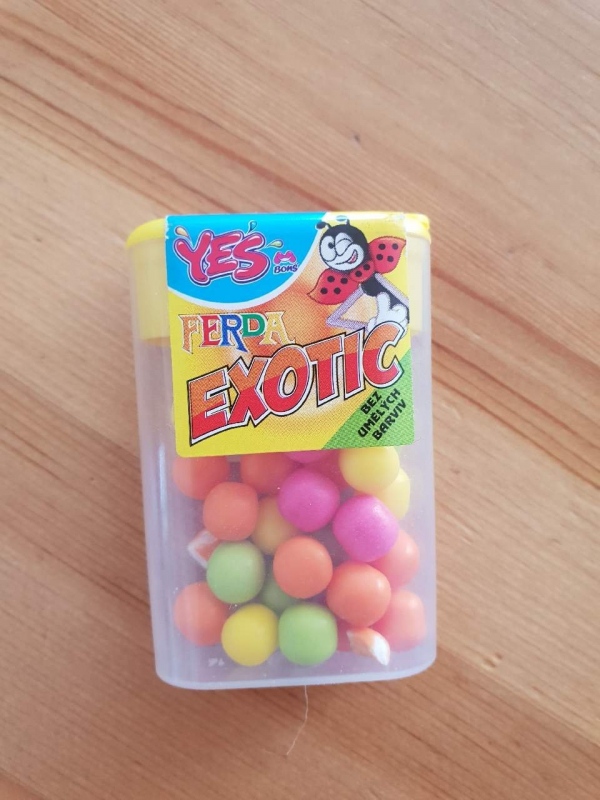 YES
BONS
FERDA
EXOTIC
BEZ
UMĚLÝCH
BARVIV